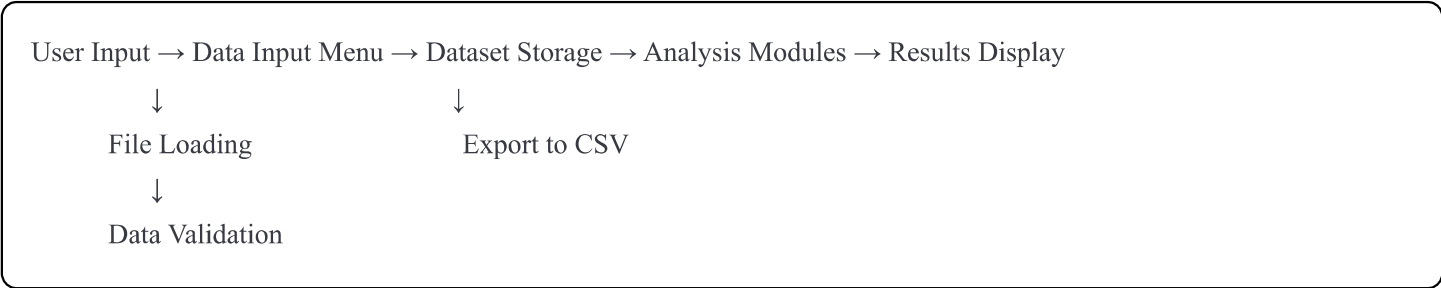 User Input → Data Input Menu → Dataset Storage → Analysis Modules → Results Display
↓ ↓
File Loading Export to CSV
↓
Data Validation